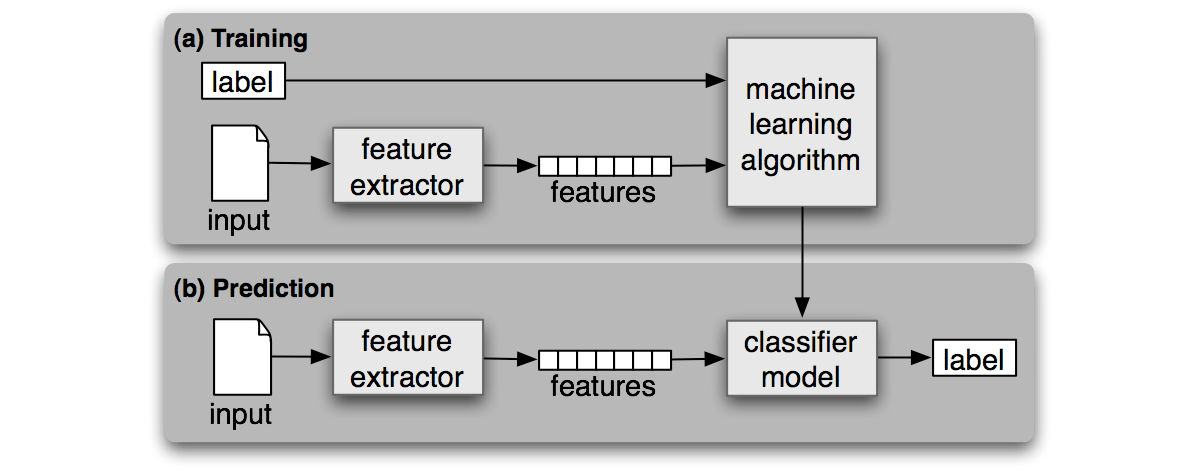 (a) Training
label
machine
learning
algorithm
feature
extractor
features
input
(b) Prediction
feature
extractor
features
input
classifier
model
label